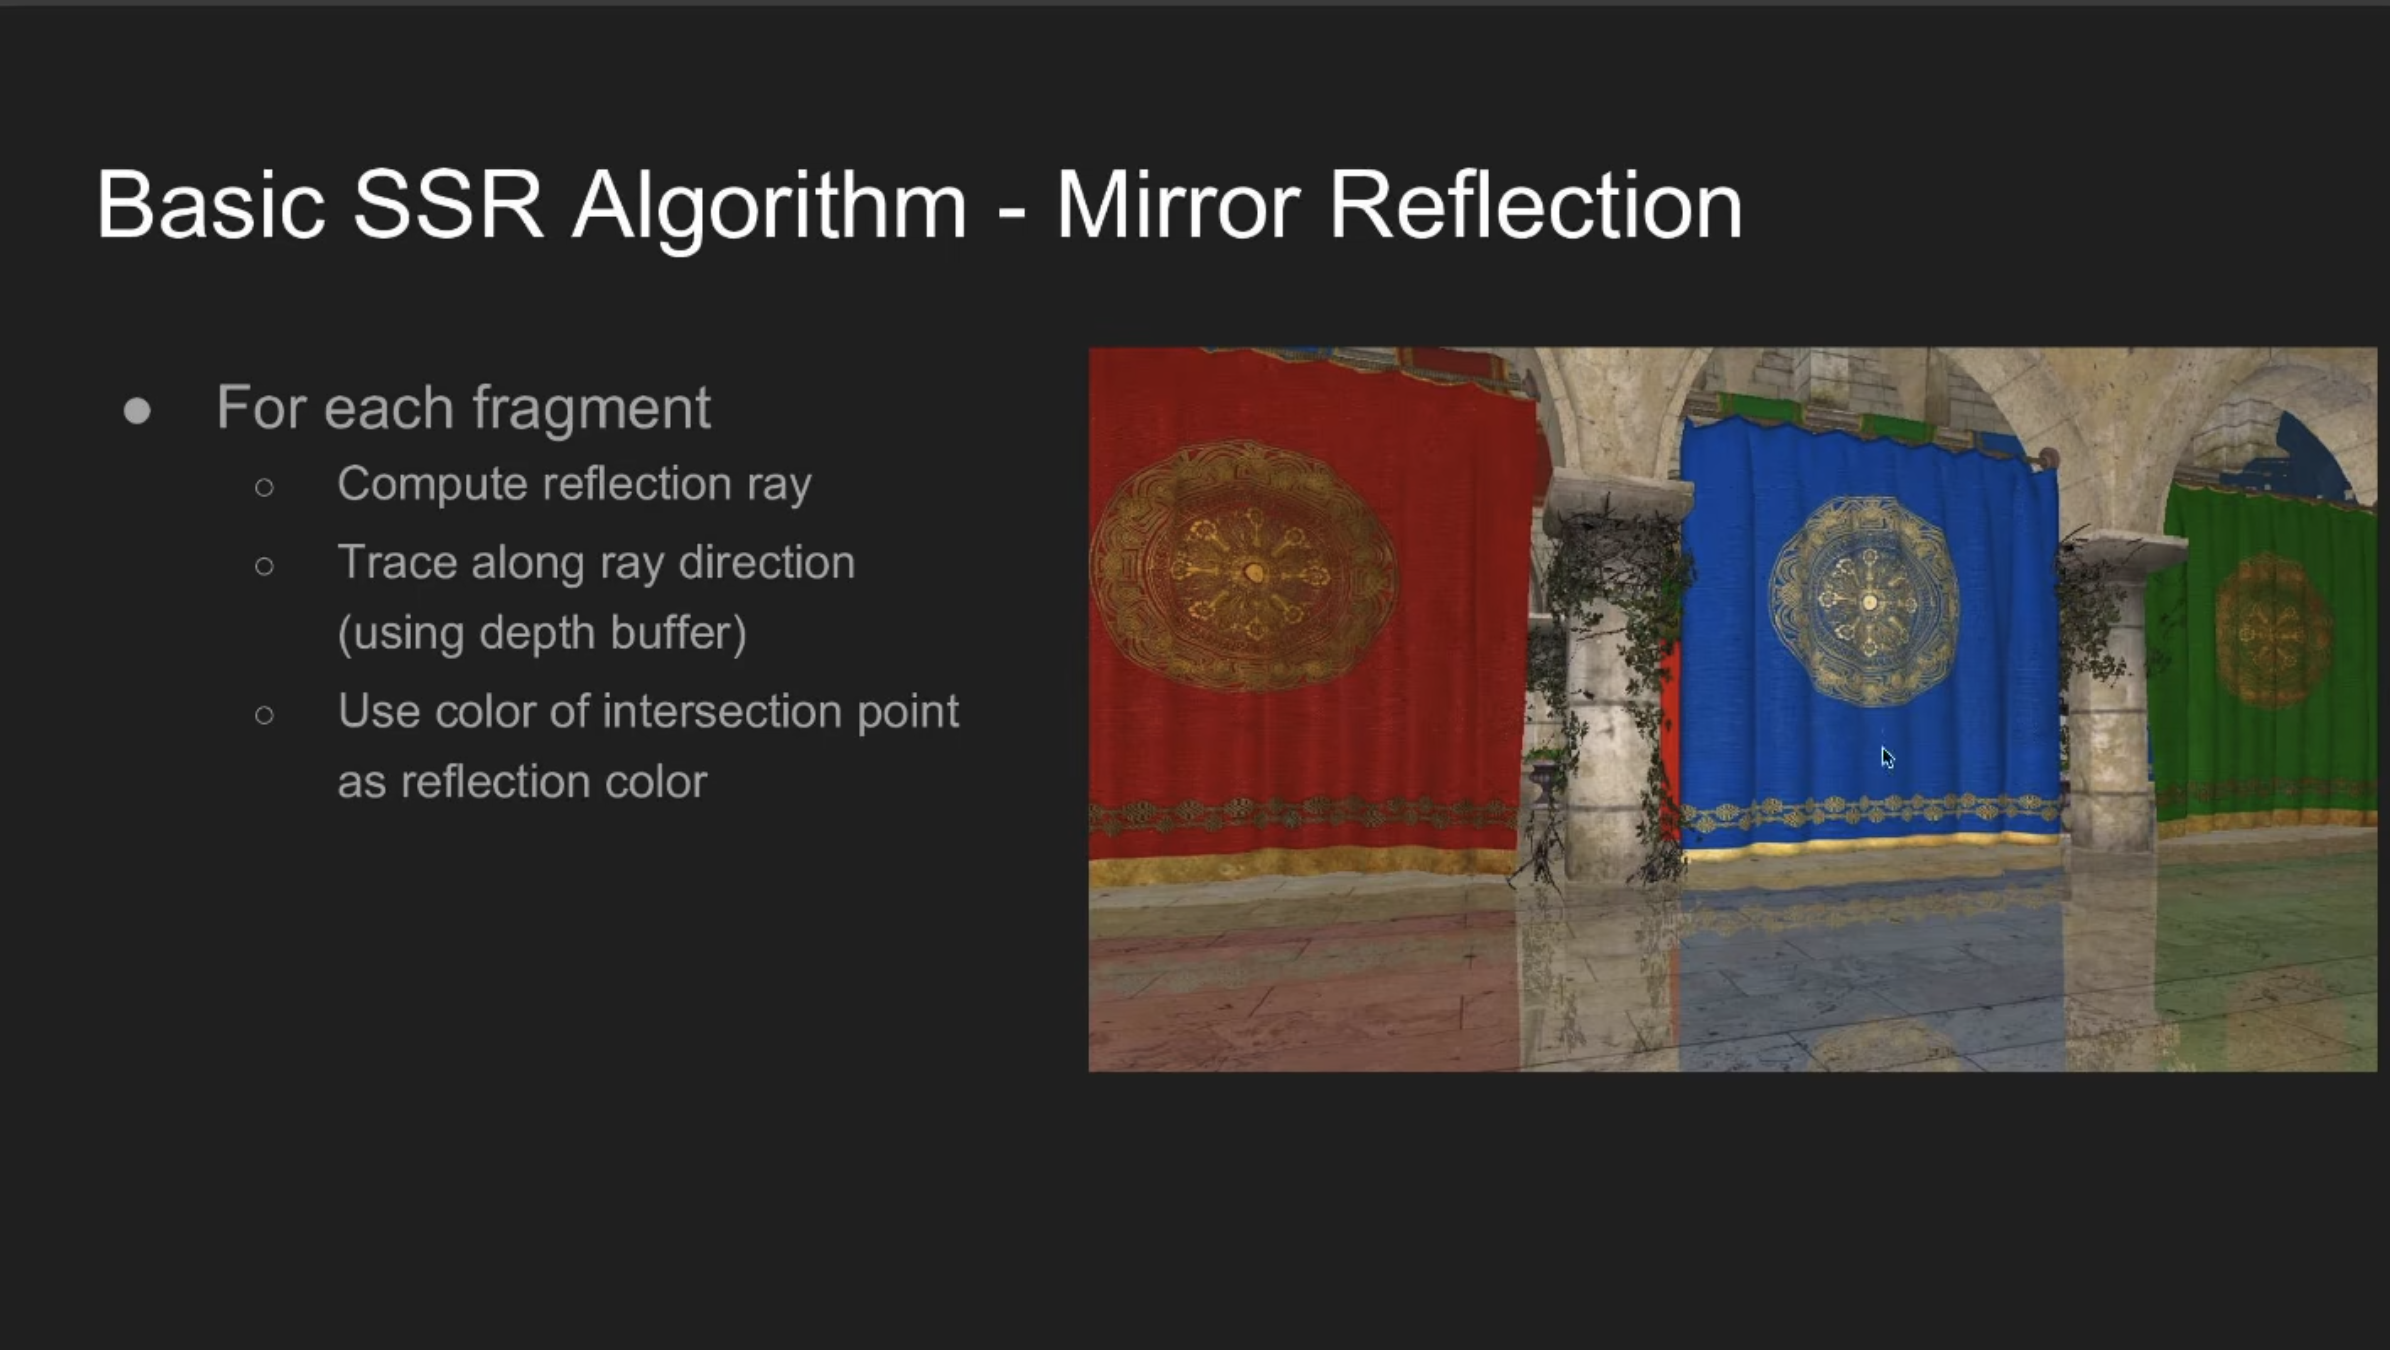 Basic SSR Algorithm - Mirror Reflection
● For each fragment
○ Compute reflection ray
○ Trace along ray direction
(using depth buffer)
○ Use color of intersection point
as reflection color